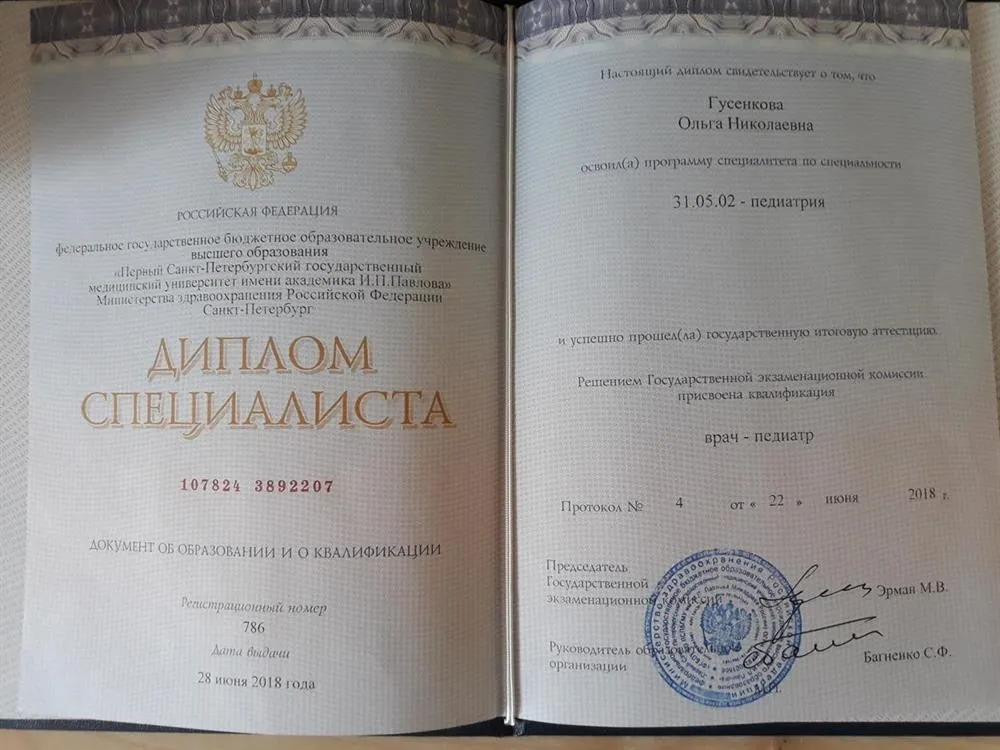 РОССИЙСКАЯ ФЕДЕРАЦИЯ
федеральное государственное бюджетное образовательное учреждение
высшего образования
«Первый Санкт-Петербургский государственный
медицинский университет имени академика И.П.Павлова»
Министерства здравоохранения Российской Федерации
Санкт-Петербург
ДИПЛОМ
СПЕЦИАЛИСТА
107824 3892207
ДОКУМЕНТ ОБ ОБРАЗОВАНИИ И О КВАЛИФИКАЦИИ
Регистрационный номер
786
Дата выдачи
28 июня 2018 года
Настоящий диплом свидетельствует о том, что
Гусенкова
Ольга Николаевна
освоил(а) программу специалитета по специальности
31.05.02 - педиатрия
и успешно прошел(ла) государственную итоговую аттестацию.
Решением Государственной экзаменационной комиссии
присвоена квалификация
врач - педиатр
Протокол № 4 от « 22 » июня 2018 г.
Председатель
Государственной
экзаменационной комиссии Эрман М.В.
Руководитель образовательной
организации Багненко С.Ф.
М.П.